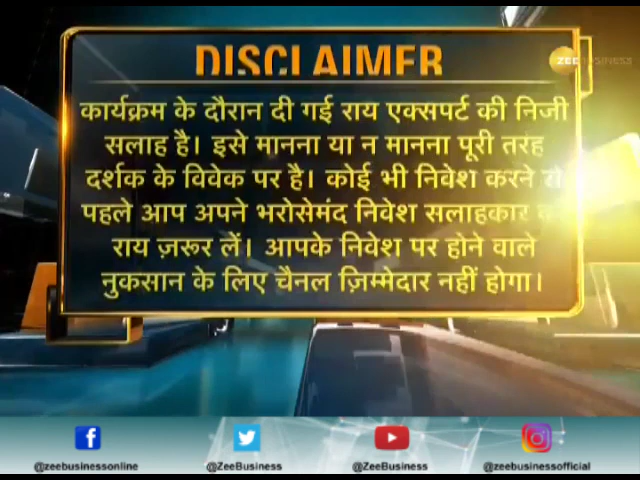 DISCLAIMER
ZEEBUSINESS
कार्यक्रम के दौरान दी गई राय एक्सपर्ट की निजी
सलाह है। इसे मानना या न मानना पूरी तरह
दर्शक के विवेक पर है। कोई भी निवेश करने से
पहले आप अपने भरोसेमंद निवेश सलाहकार की
राय ज़रूर लें। आपके निवेश पर होने वाले
नुकसान के लिए चैनल ज़िम्मेदार नहीं होगा।
@zeebusinessonline
@ZeeBusiness
@ZeeBusiness
@zeebusinessofficial